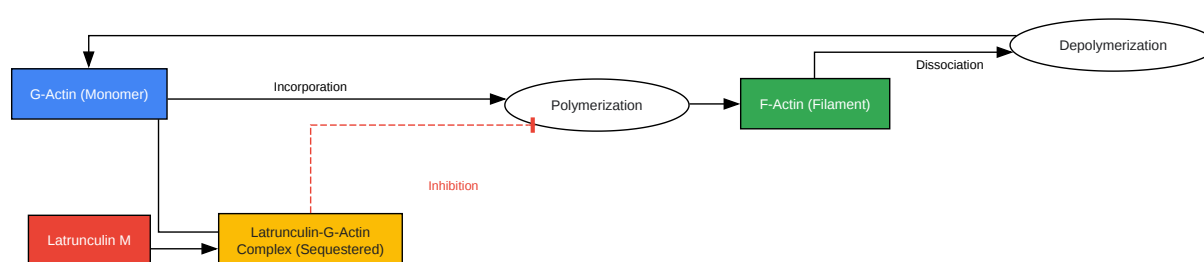 Depolymerization
Dissociation
G-Actin (Monomer)
Incorporation
Polymerization
F-Actin (Filament)
Inhibition
Latrunculin M
Latrunculin-G-Actin
Complex (Sequestered)